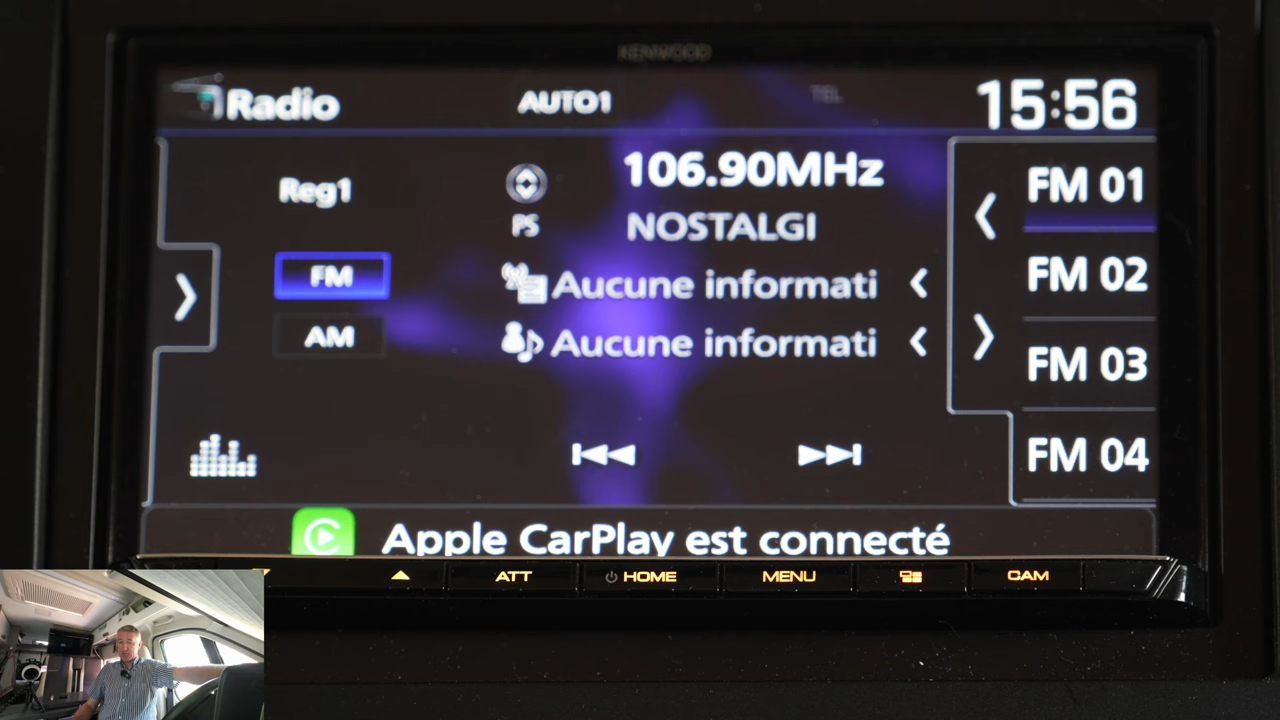 KENWOOD
Radio
AUTO1
TEL
15:56
Reg1
106.90MHz
PS
NOSTALGI
FM
AM
Aucune informati
Aucune informati
FM 01
FM 02
FM 03
FM 04
Apple CarPlay est connecté
ATT
HOME
MENU
CAM